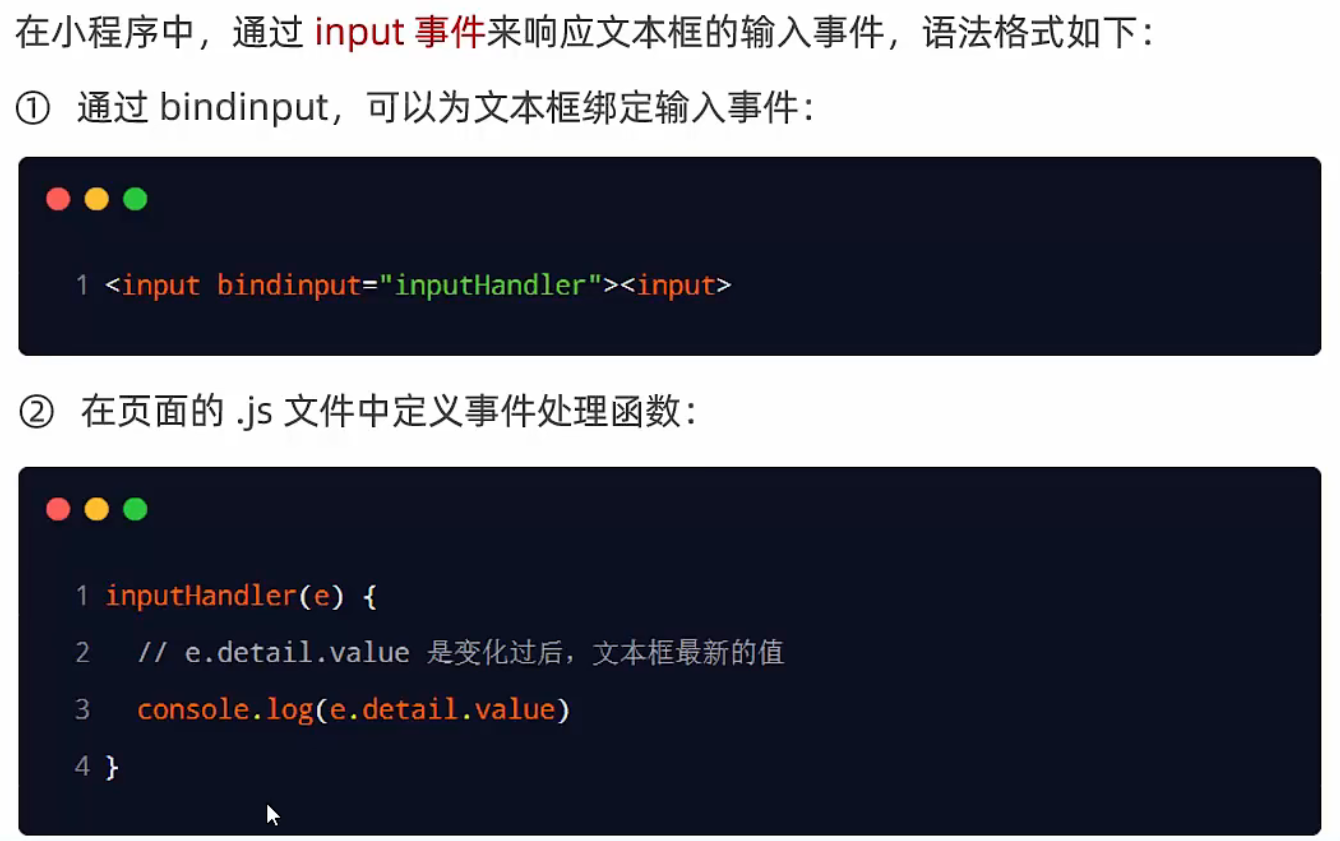 在小程序中，通过 input 事件来响应文本框的输入事件，语法格式如下：
① 通过 bindinput，可以为文本框绑定输入事件：
1 <input bindinput="inputHandler"><input>
② 在页面的 .js 文件中定义事件处理函数：
1 inputHandler(e) {
2   // e.detail.value 是变化过后，文本框最新的值
3   console.log(e.detail.value)
4 }